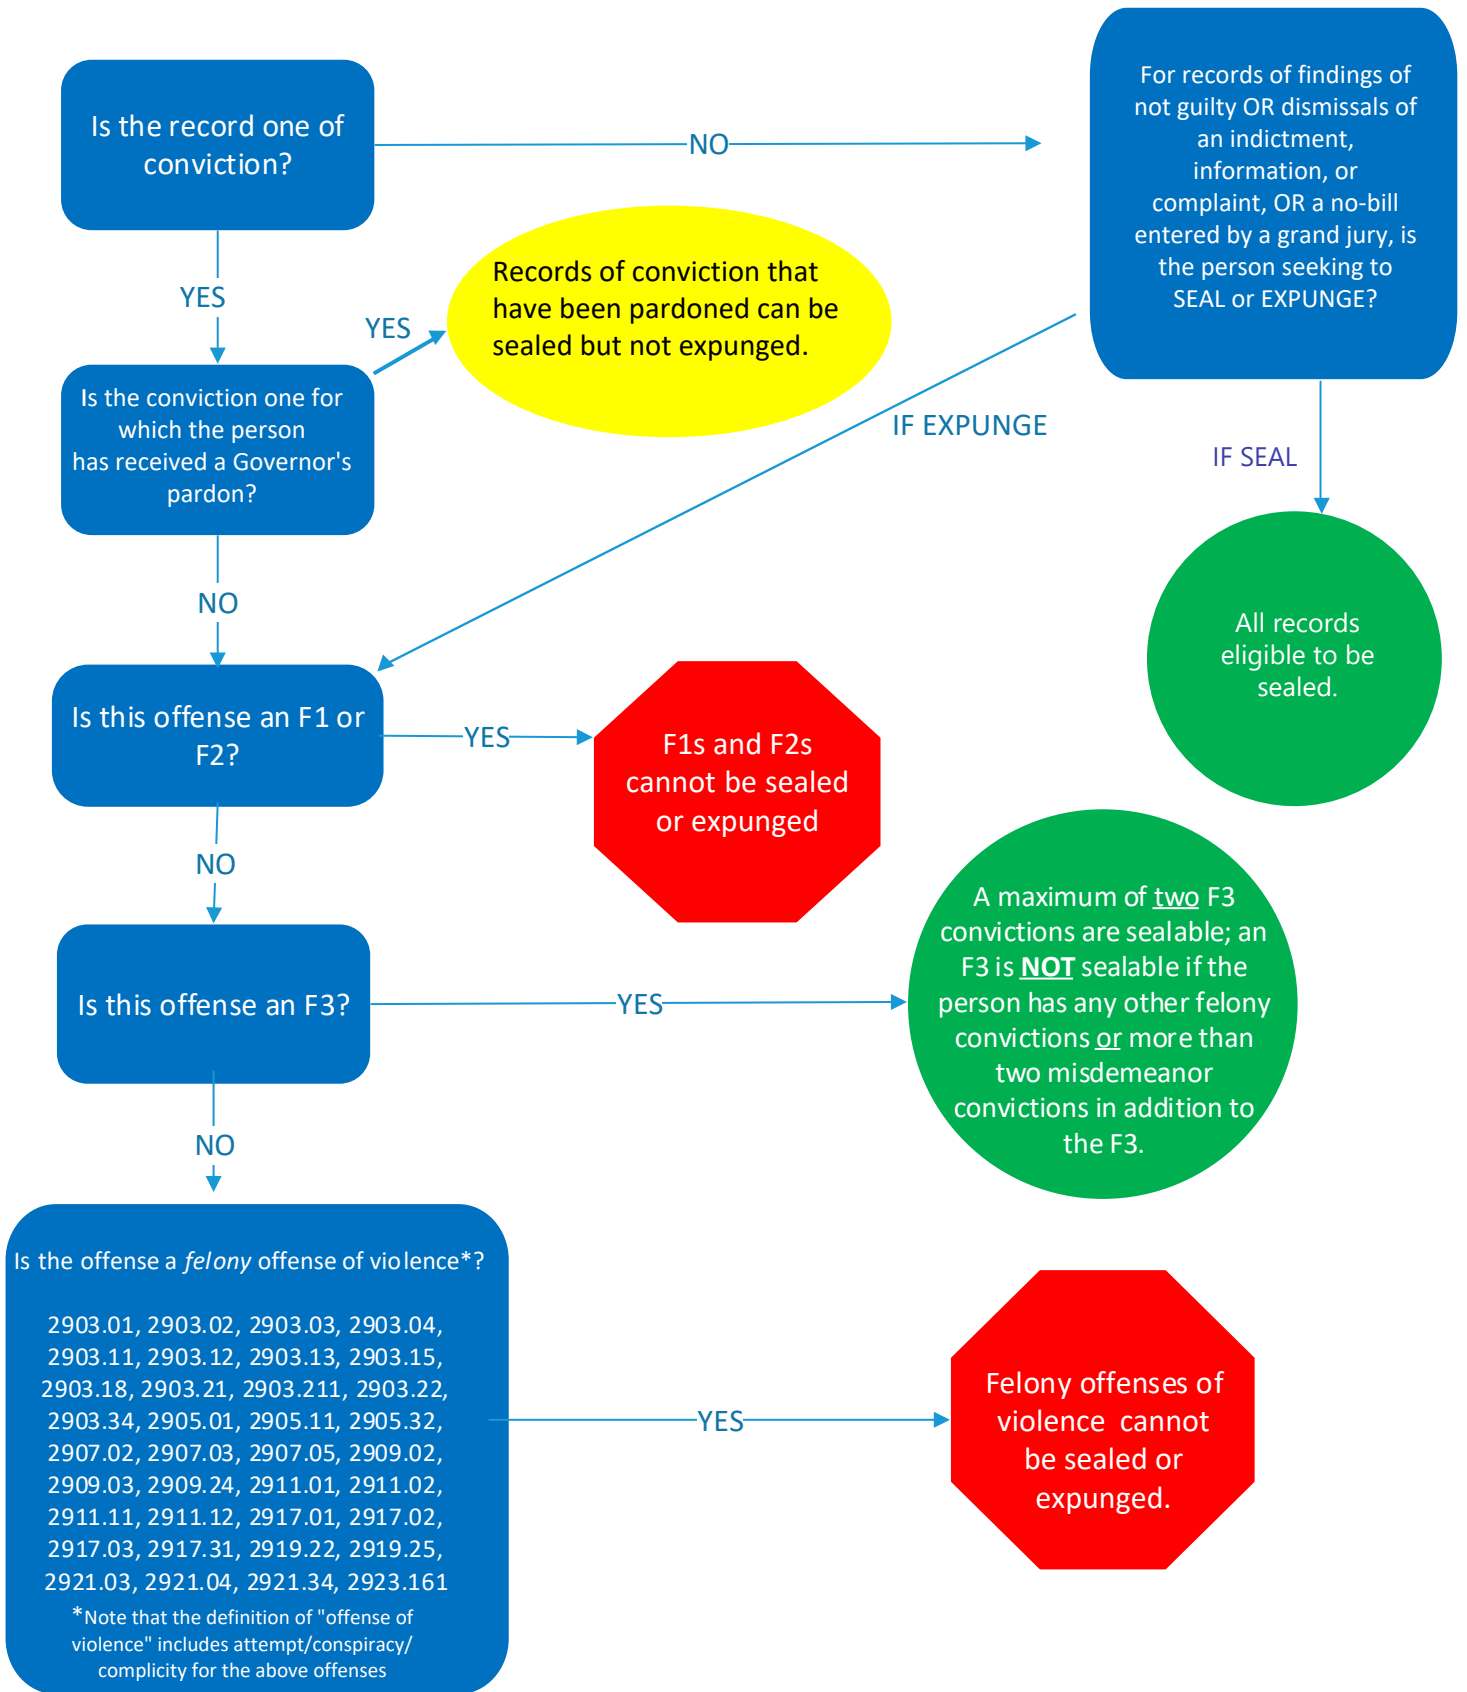 Is the record one of
conviction?
NO
For records of findings of
not guilty OR dismissals of
an indictment,
information, or
complaint, OR a no-bill
entered by a grand jury, is
the person seeking to
SEAL or EXPUNGE?
YES
YES
Records of conviction that
have been pardoned can be
sealed but not expunged.
Is the conviction one for
which the person
has received a Governor's
pardon?
IF EXPUNGE
IF SEAL
NO
All records
eligible to be
sealed.
Is this offense an F1 or
F2?
YES
F1s and F2s
cannot be sealed
or expunged
NO
A maximum of two F3
convictions are sealable; an
F3 is NOT sealable if the
person has any other felony
convictions or more than
two misdemeanor
convictions in addition to
the F3.
Is this offense an F3?
YES
NO
Is the offense a felony offense of violence*?
2903.01, 2903.02, 2903.03, 2903.04,
2903.11, 2903.12, 2903.13, 2903.15,
2903.18, 2903.21, 2903.211, 2903.22,
2903.34, 2905.01, 2905.11, 2905.32,
2907.02, 2907.03, 2907.05, 2909.02,
2909.03, 2909.24, 2911.01, 2911.02,
2911.11, 2911.12, 2917.01, 2917.02,
2917.03, 2917.31, 2919.22, 2919.25,
2921.03, 2921.04, 2921.34, 2923.161
*Note that the definition of "offense of
violence" includes attempt/conspiracy/
complicity for the above offenses
YES
Felony offenses of
violence cannot
be sealed or
expunged.